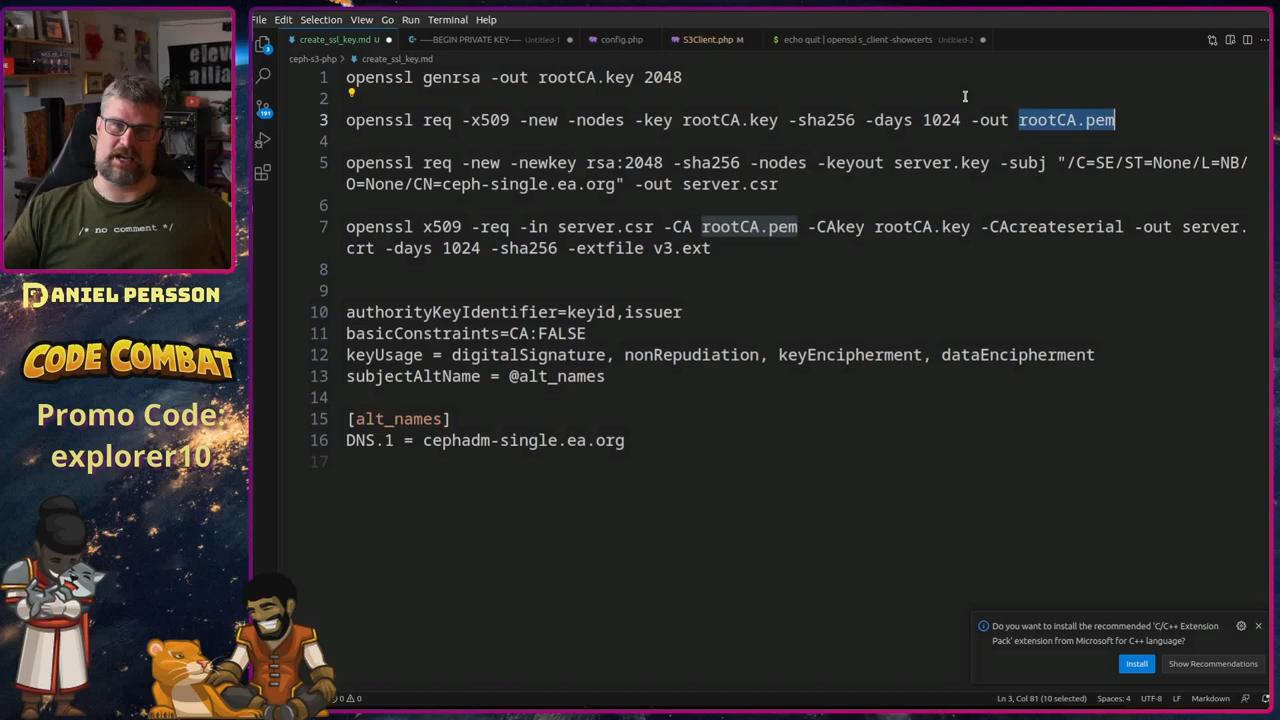 File Edit Selection View Go Run Terminal Help
create_ssl_key.md U
-----BEGIN PRIVATE KEY----- Untitled-1
config.php
S3Client.php M
echo quit | openssl s_client -showcerts Untitled-2
ceph-s3-php > create_ssl_key.md
1 openssl genrsa -out rootCA.key 2048
2
3 openssl req -x509 -new -nodes -key rootCA.key -sha256 -days 1024 -out rootCA.pem
4
5 openssl req -new -newkey rsa:2048 -sha256 -nodes -keyout server.key -subj "/C=SE/ST=None/L=NB/
O=None/CN=ceph-single.ea.org" -out server.csr
6
7 openssl x509 -req -in server.csr -CA rootCA.pem -CAkey rootCA.key -CAcreateserial -out server.
crt -days 1024 -sha256 -extfile v3.ext
8
9
10 authorityKeyIdentifier=keyid,issuer
11 basicConstraints=CA:FALSE
12 keyUsage = digitalSignature, nonRepudiation, keyEncipherment, dataEncipherment
13 subjectAltName = @alt_names
14
15 [alt_names]
16 DNS.1 = cephadm-single.ea.org
17
3
191
/* no comment */
DANIEL PERSSON
CODE COMBAT
Promo Code:
explorer10
Do you want to install the recommended 'C/C++ Extension
Pack' extension from Microsoft for C++ language?
Install
Show Recommendations
0 0
Ln 3, Col 81 (10 selected) Spaces: 4 UTF-8 LF Markdown